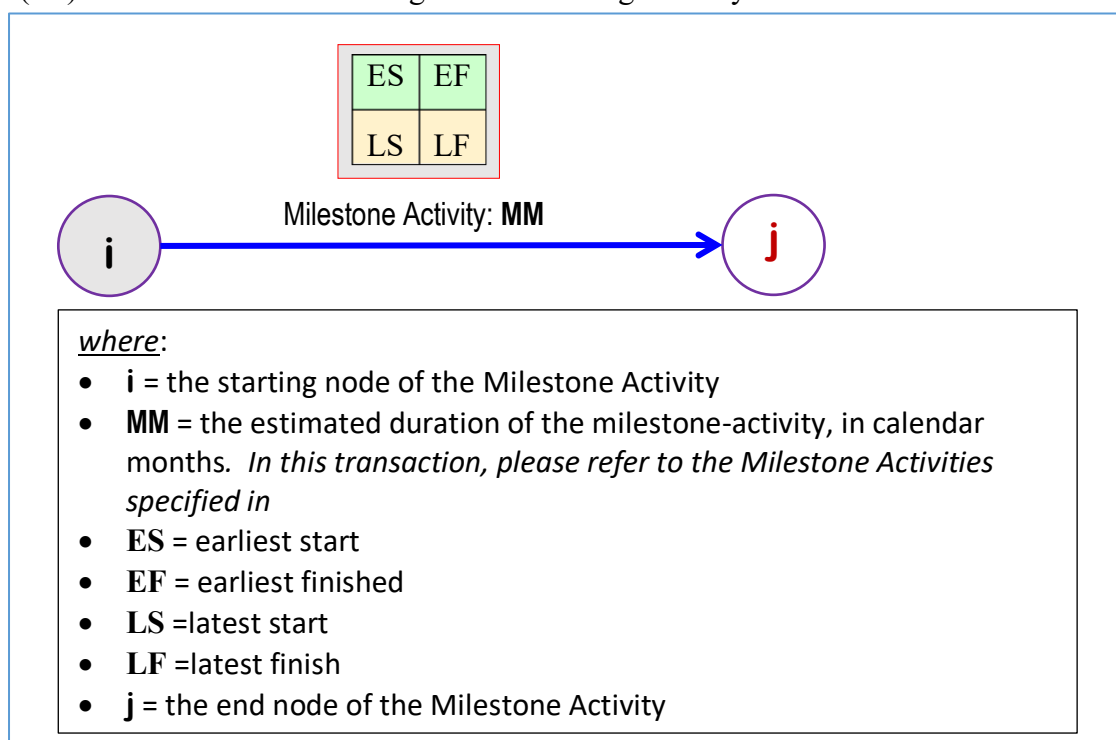 ES EF
LS LF
Milestone Activity: MM
i
j
where:
• i = the starting node of the Milestone Activity
• MM = the estimated duration of the milestone-activity, in calendar
months. In this transaction, please refer to the Milestone Activities
specified in
• ES = earliest start
• EF = earliest finished
• LS =latest start
• LF =latest finish
• j = the end node of the Milestone Activity